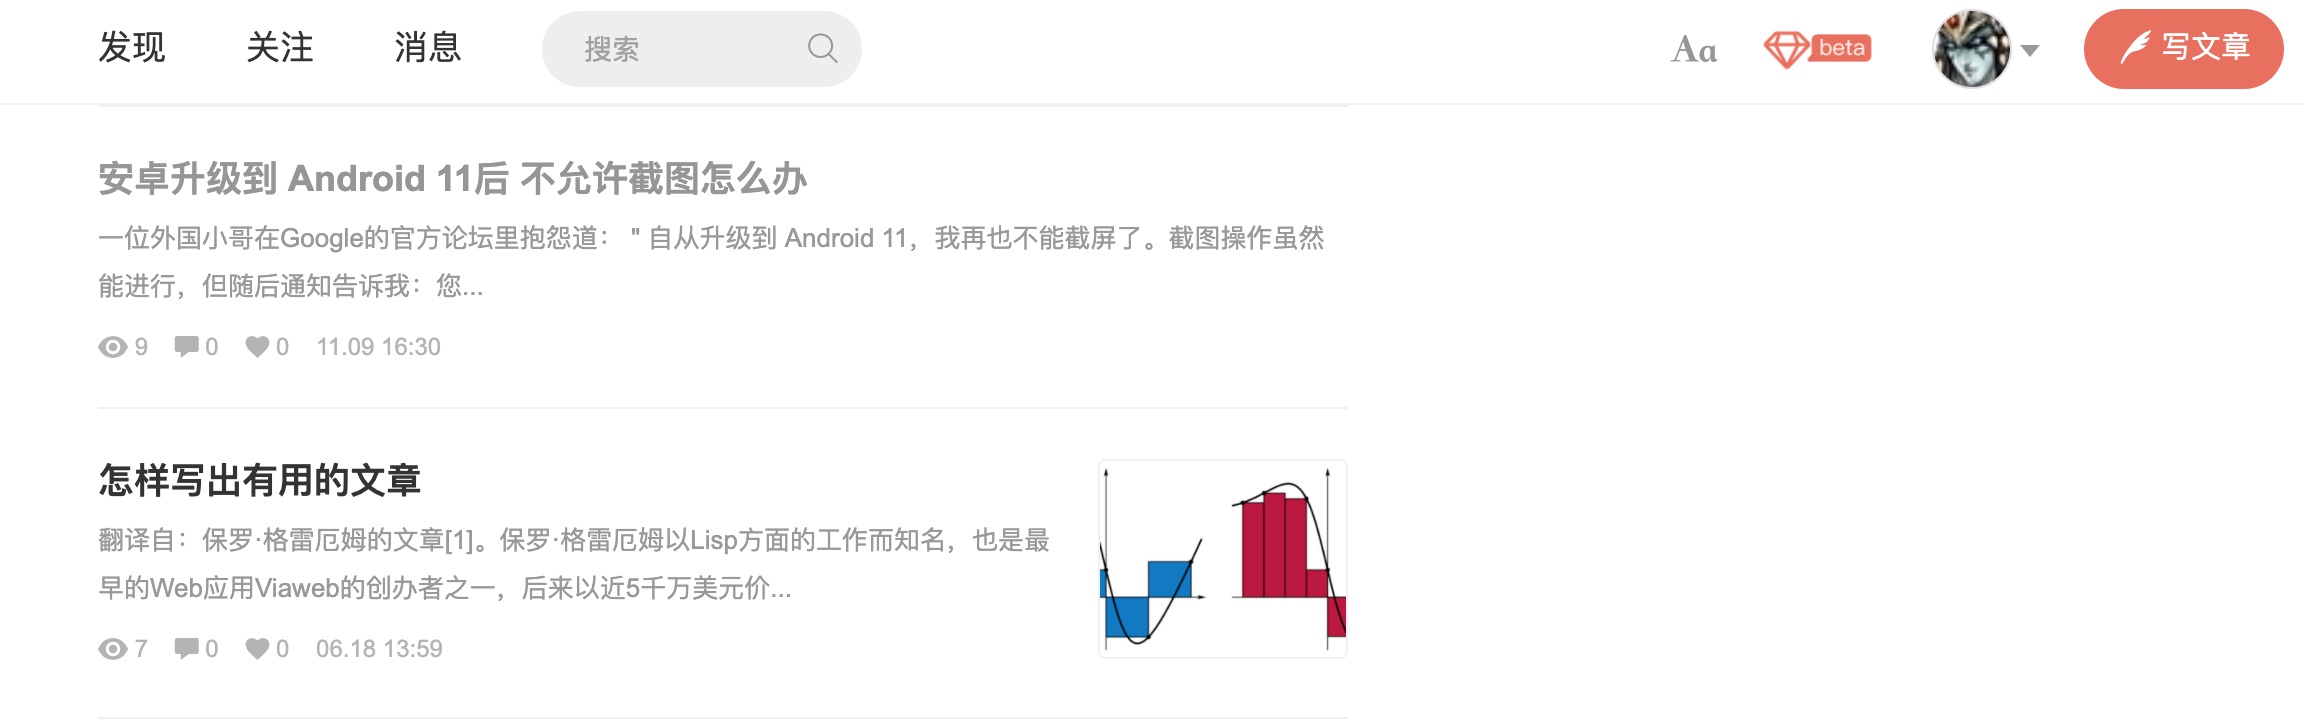 发现 关注 消息 搜索 Aa beta 写文章
安卓升级到 Android 11后 不允许截图怎么办
一位外国小哥在Google的官方论坛里抱怨道： " 自从升级到 Android 11，我再也不能截屏了。截图操作虽然
能进行，但随后通知告诉我：您...
9 0 0 11.09 16:30
怎样写出有用的文章
翻译自：保罗·格雷厄姆的文章[1]。保罗·格雷厄姆以Lisp方面的工作而知名，也是最
早的Web应用Viaweb的创办者之一，后来以近5千万美元价...
7 0 0 06.18 13:59